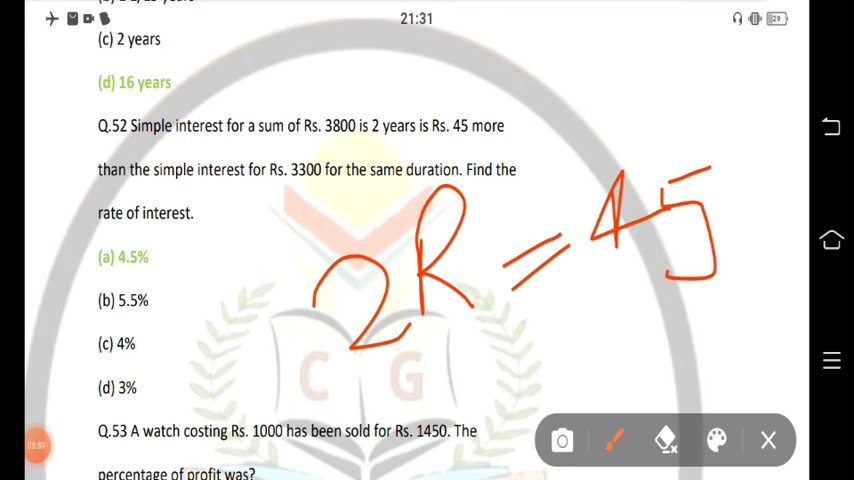 21:31
29
(c) 2 years
(d) 16 years
Q.52 Simple interest for a sum of Rs. 3800 is 2 years is Rs. 45 more
than the simple interest for Rs. 3300 for the same duration. Find the
rate of interest.
(a) 4.5%
(b) 5.5%
(c) 4%
(d) 3%
2R = 45
C G
Q.53 A watch costing Rs. 1000 has been sold for Rs. 1450. The
percentage of profit was?